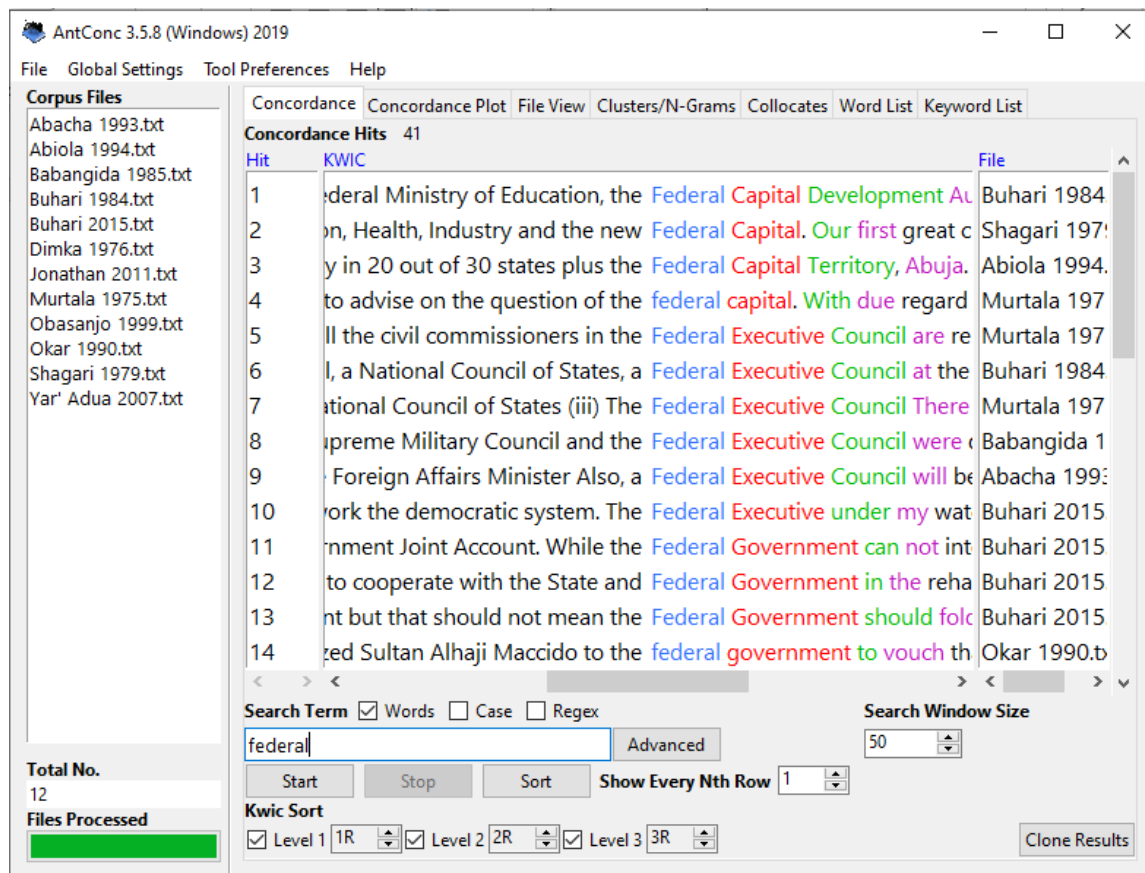 AntConc 3.5.8 (Windows) 2019
File Global Settings Tool Preferences Help
Corpus Files
Abacha 1993.txt
Abiola 1994.txt
Babangida 1985.txt
Buhari 1984.txt
Buhari 2015.txt
Dimka 1976.txt
Jonathan 2011.txt
Murtala 1975.txt
Obasanjo 1999.txt
Okar 1990.txt
Shagari 1979.txt
Yar' Adua 2007.txt
Total No.
12
Files Processed
Concordance Concordance Plot File View Clusters/N-Grams Collocates Word List Keyword List
Concordance Hits 41
Hit KWIC File
1 ederal Ministry of Education, the Federal Capital Development Au Buhari 1984.
2 on, Health, Industry and the new Federal Capital. Our first great c Shagari 1979
3 y in 20 out of 30 states plus the Federal Capital Territory, Abuja. Abiola 1994.
4 to advise on the question of the federal capital. With due regard Murtala 197
5 ll the civil commissioners in the Federal Executive Council are re Murtala 197
6 l, a National Council of States, a Federal Executive Council at the Buhari 1984.
7 ational Council of States (iii) The Federal Executive Council There Murtala 197
8 upreme Military Council and the Federal Executive Council were Babangida 1
9 Foreign Affairs Minister Also, a Federal Executive Council will be Abacha 1993
10 work the democratic system. The Federal Executive under my wat Buhari 2015.
11 rnment Joint Account. While the Federal Government can not int Buhari 2015.
12 to cooperate with the State and Federal Government in the reha Buhari 2015.
13 nt but that should not mean the Federal Government should fold Buhari 2015.
14 zed Sultan Alhaji Maccido to the federal government to vouch th Okar 1990.tx
Search Term Words Case Regex Search Window Size
federal Advanced 50
Start Stop Sort Show Every Nth Row 1
Kwic Sort
Level 1 1R Level 2 2R Level 3 3R Clone Results